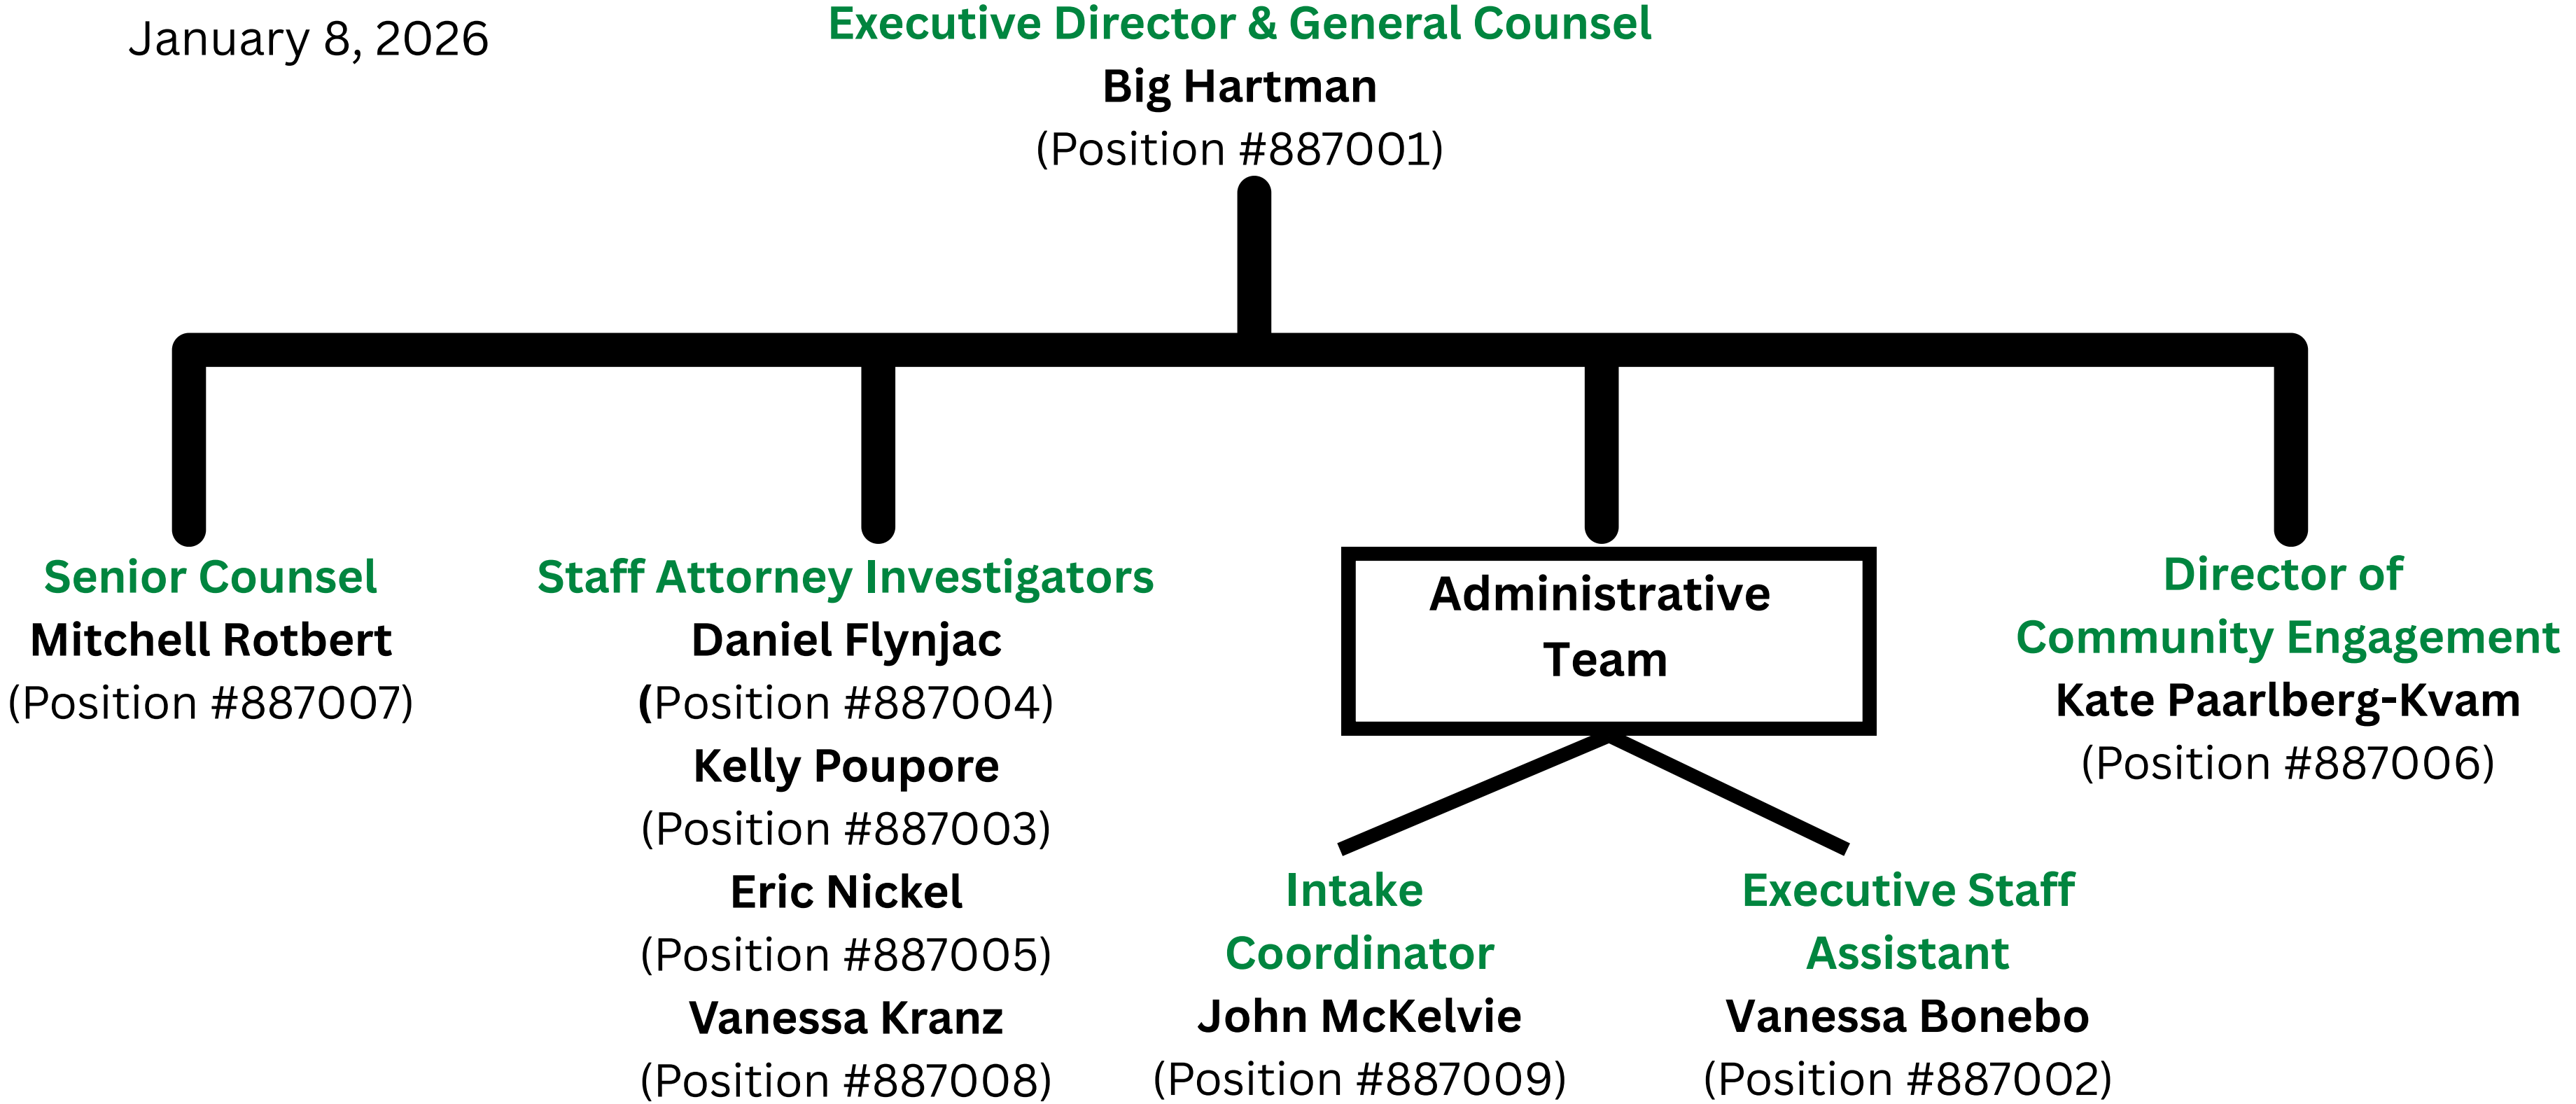 January 8, 2026
Executive Director & General Counsel
Big Hartman
(Position #887001)
Senior Counsel
Mitchell Rotbert
(Position #887007)
Staff Attorney Investigators
Daniel Flynjac
(Position #887004)
Kelly Poupore
(Position #887003)
Eric Nickel
(Position #887005)
Vanessa Kranz
(Position #887008)
Administrative
Team
Intake
Coordinator
John McKelvie
(Position #887009)
Executive Staff
Assistant
Vanessa Bonebo
(Position #887002)
Director of
Community Engagement
Kate Paarlberg-Kvam
(Position #887006)